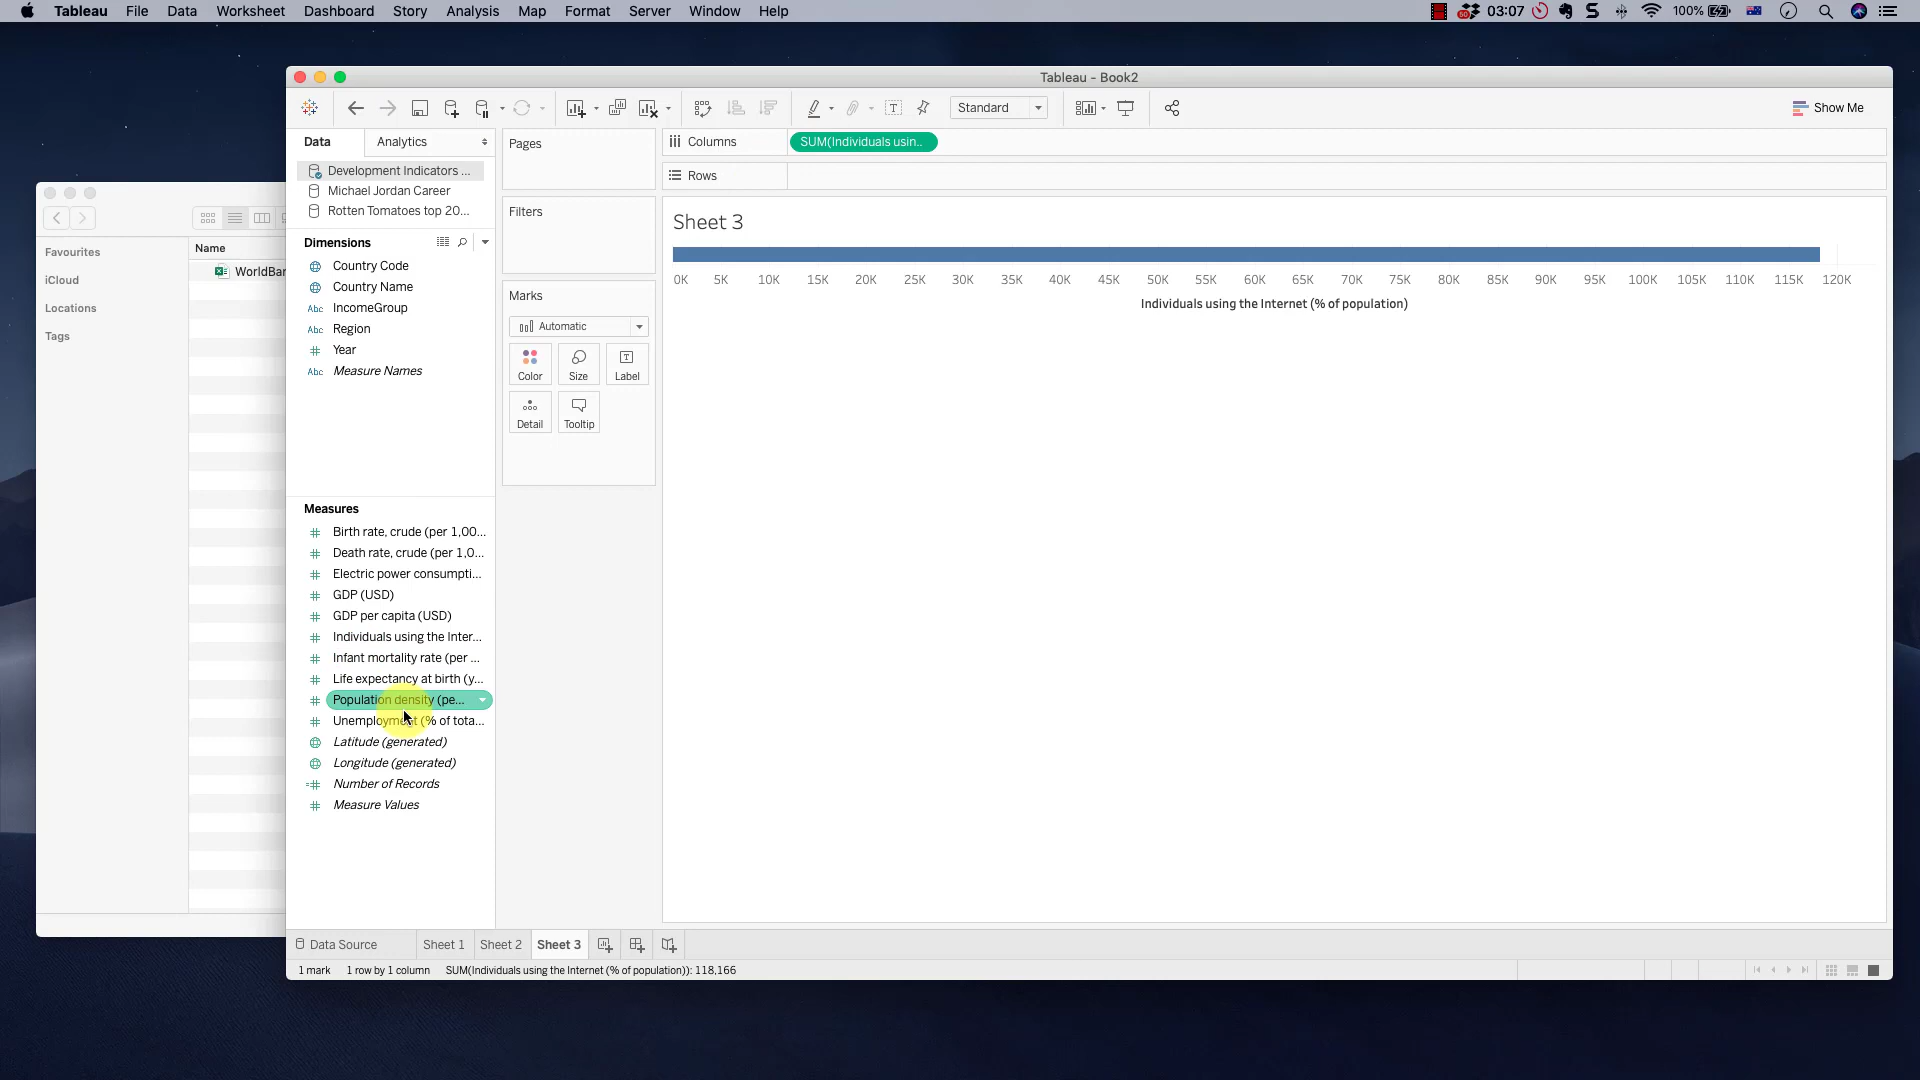 Tableau File Data Worksheet Dashboard Story Analysis Map Format Server Window Help 50 03:07 100%
Tableau - Book2
Standard Show Me
Data Analytics
Development Indicators ...
Michael Jordan Career
Rotten Tomatoes top 20...
Dimensions
Country Code
Country Name
Abc IncomeGroup
Abc Region
Year
Abc Measure Names
Measures
Birth rate, crude (per 1,00...
Death rate, crude (per 1,0...
Electric power consumpti...
GDP (USD)
GDP per capita (USD)
Individuals using the Inter...
Infant mortality rate (per ...
Life expectancy at birth (y...
Population density (pe...
Unemployment (% of tota...
Latitude (generated)
Longitude (generated)
Number of Records
Measure Values
Pages
Filters
Marks
Automatic
Color Size Label
Detail Tooltip
Columns SUM(Individuals usin..
Rows
Sheet 3
0K 5K 10K 15K 20K 25K 30K 35K 40K 45K 50K 55K 60K 65K 70K 75K 80K 85K 90K 95K 100K 105K 110K 115K 120K
Individuals using the Internet (% of population)
Favourites
iCloud
Locations
Tags
Name
WorldBan
Data Source Sheet 1 Sheet 2 Sheet 3
1 mark 1 row by 1 column SUM(Individuals using the Internet (% of population)): 118,166